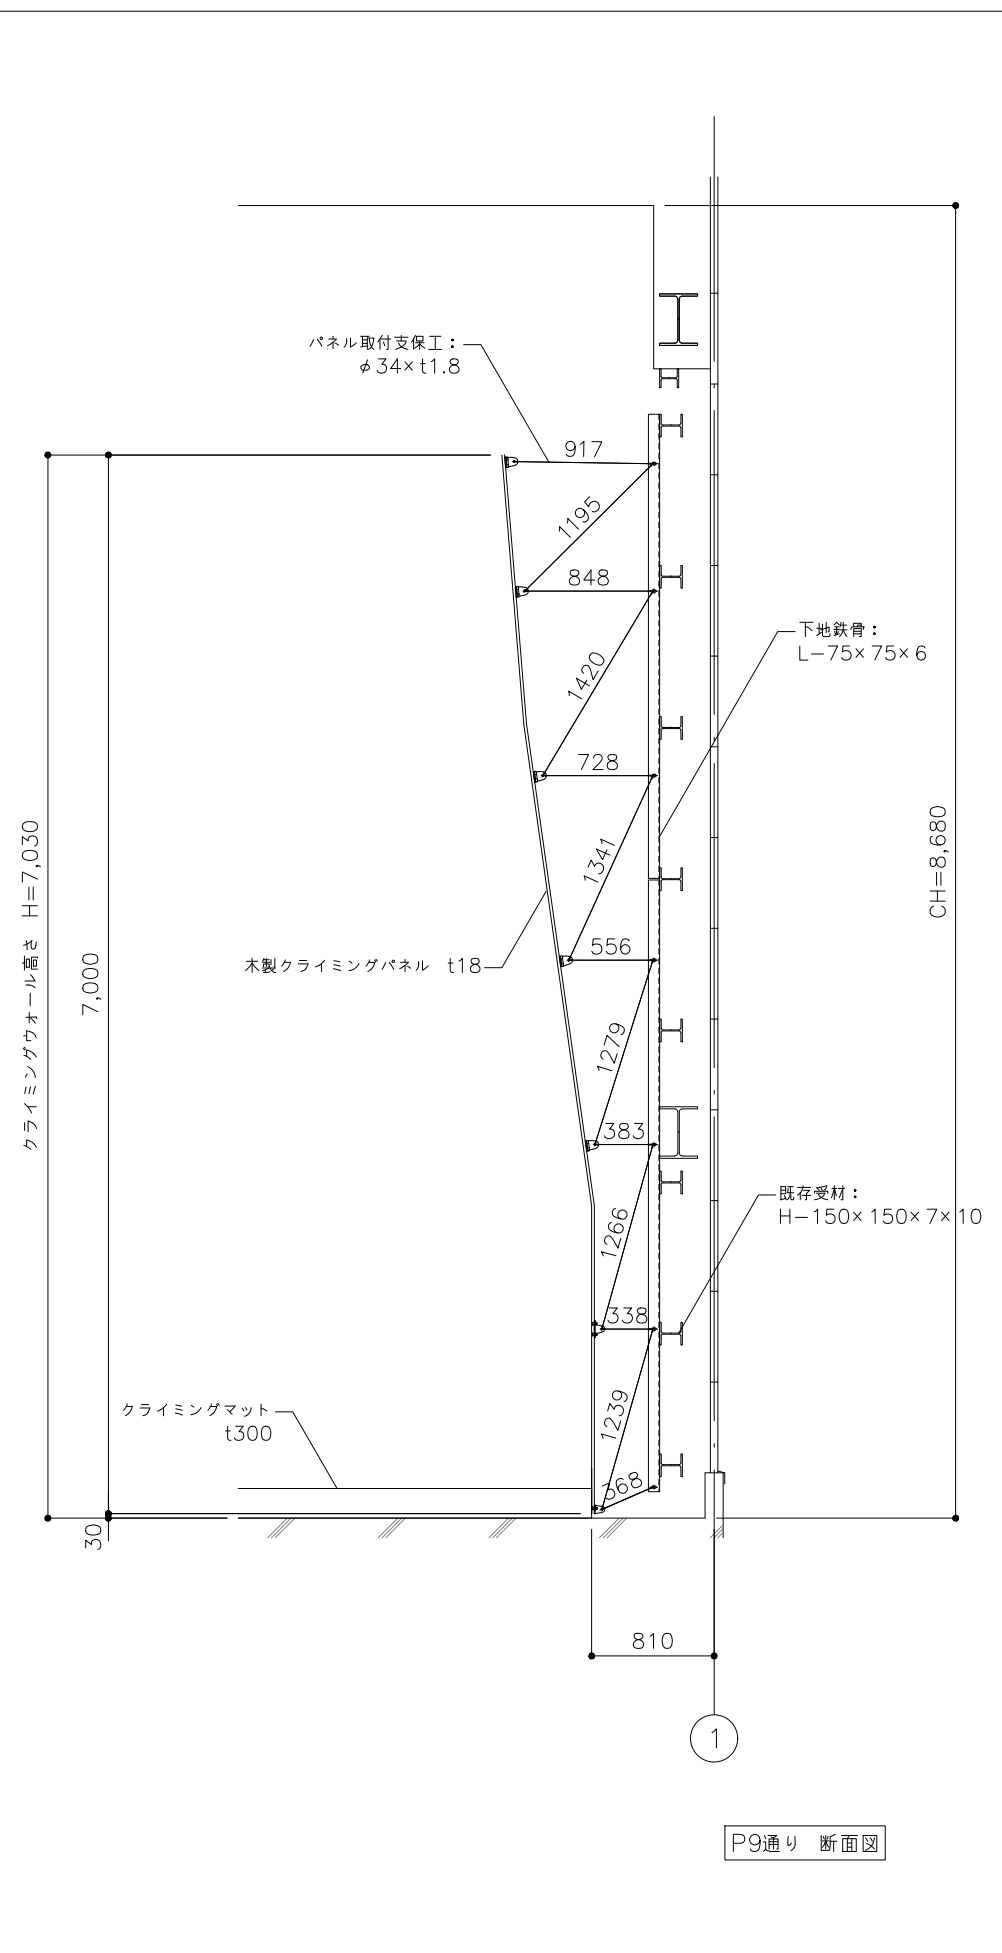 パネル取付支保工：
φ34×t1.8
917
1195
848
1420
下地鉄骨：
L-75×75×6
728
1341
クライミングウォール高さ H=7,030
7,000
CH=8,680
556
木製クライミングパネル t18
1279
383
既存受材：
H-150×150×7×10
1266
338
クライミングマット
t300
1239
368
30
810
1
P9通り 断面図